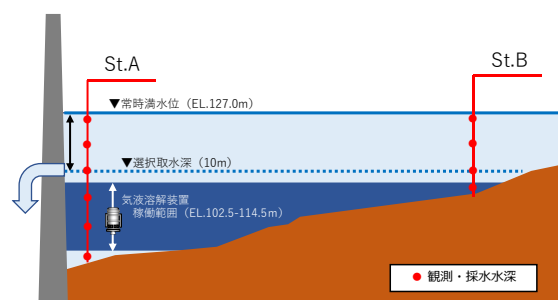 St.A
St.B
▼常時満水位（EL.127.0m）
▼選択取水深（10m）
気液溶解装置
稼働範囲（EL.102.5-114.5m）
観測・採水水深